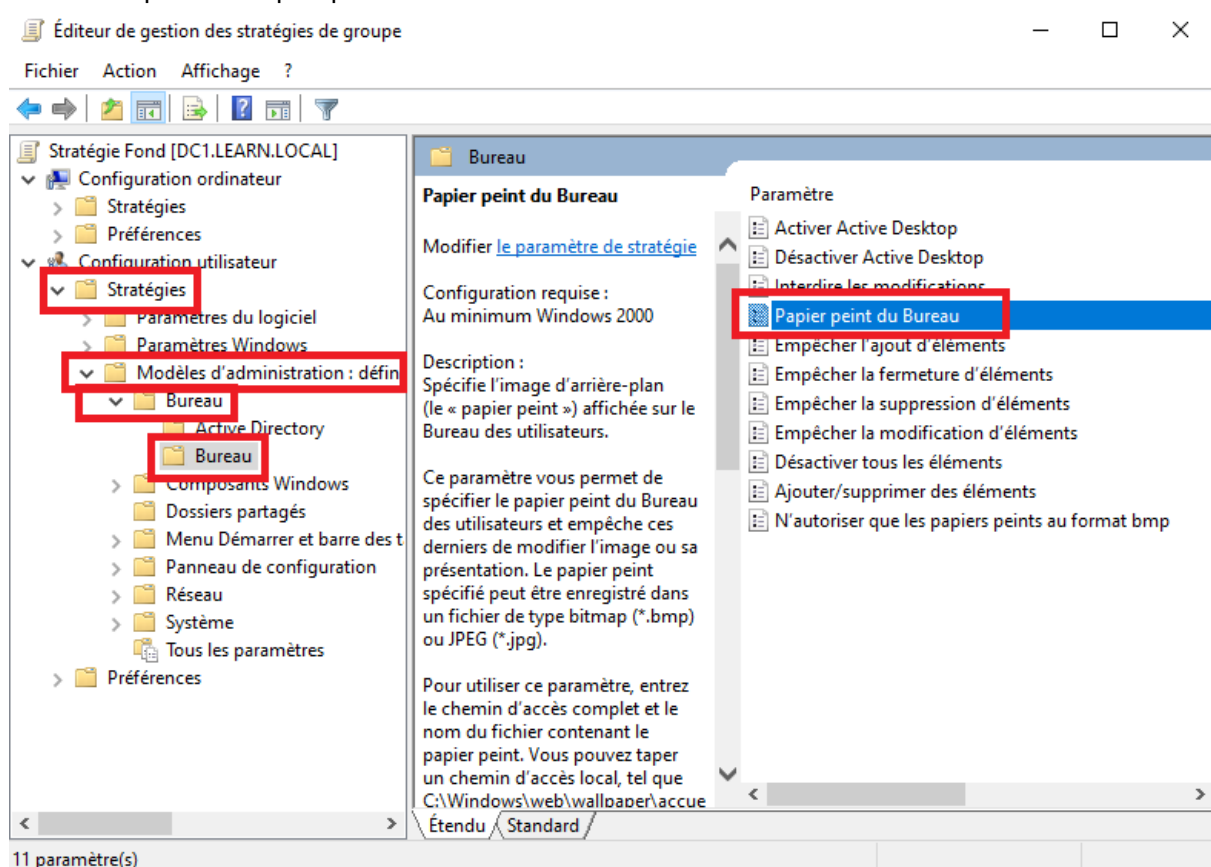 Éditeur de gestion des stratégies de groupe
Fichier Action Affichage ?
Stratégie Fond [DC1.LEARN.LOCAL]
Configuration ordinateur
Stratégies
Préférences
Configuration utilisateur
Stratégies
Paramètres du logiciel
Paramètres Windows
Modèles d'administration : défin
Bureau
Active Directory
Bureau
Composants Windows
Dossiers partagés
Menu Démarrer et barre des t
Panneau de configuration
Réseau
Système
Tous les paramètres
Préférences
Bureau
Papier peint du Bureau
Modifier le paramètre de stratégie
Configuration requise :
Au minimum Windows 2000
Description :
Spécifie l'image d'arrière-plan
(le « papier peint ») affichée sur le
Bureau des utilisateurs.
Ce paramètre vous permet de
spécifier le papier peint du Bureau
des utilisateurs et empêche ces
derniers de modifier l'image ou sa
présentation. Le papier peint
spécifié peut être enregistré dans
un fichier de type bitmap (*.bmp)
ou JPEG (*.jpg).
Pour utiliser ce paramètre, entrez
le chemin d'accès complet et le
nom du fichier contenant le
papier peint. Vous pouvez taper
un chemin d'accès local, tel que
C:\Windows\web\wallpaper\accue
Paramètre
Activer Active Desktop
Désactiver Active Desktop
Interdire les modifications
Papier peint du Bureau
Empêcher l'ajout d'éléments
Empêcher la fermeture d'éléments
Empêcher la suppression d'éléments
Empêcher la modification d'éléments
Désactiver tous les éléments
Ajouter/supprimer des éléments
N'autoriser que les papiers peints au format bmp
Étendu Standard
11 paramètre(s)